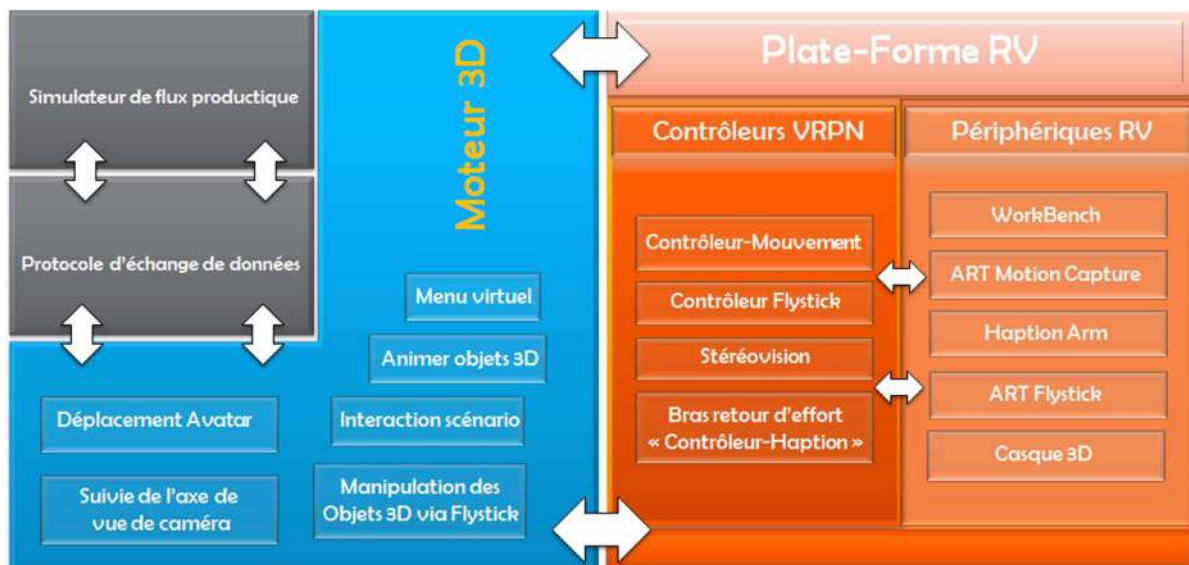 Simulateur de flux productique
Protocole d'échange de données
Moteur 3D
Menu virtuel
Animer objets 3D
Déplacement Avatar
Interaction scénario
Suivie de l'axe de
vue de caméra
Manipulation des
Objets 3D via Flystick
Plate-Forme RV
Contrôleurs VRPN
Contrôleur-Mouvement
Contrôleur Flystick
Stéréovision
Bras retour d'effort
« Contrôleur-Haption »
Périphériques RV
WorkBench
ART Motion Capture
Haption Arm
ART Flystick
Casque 3D